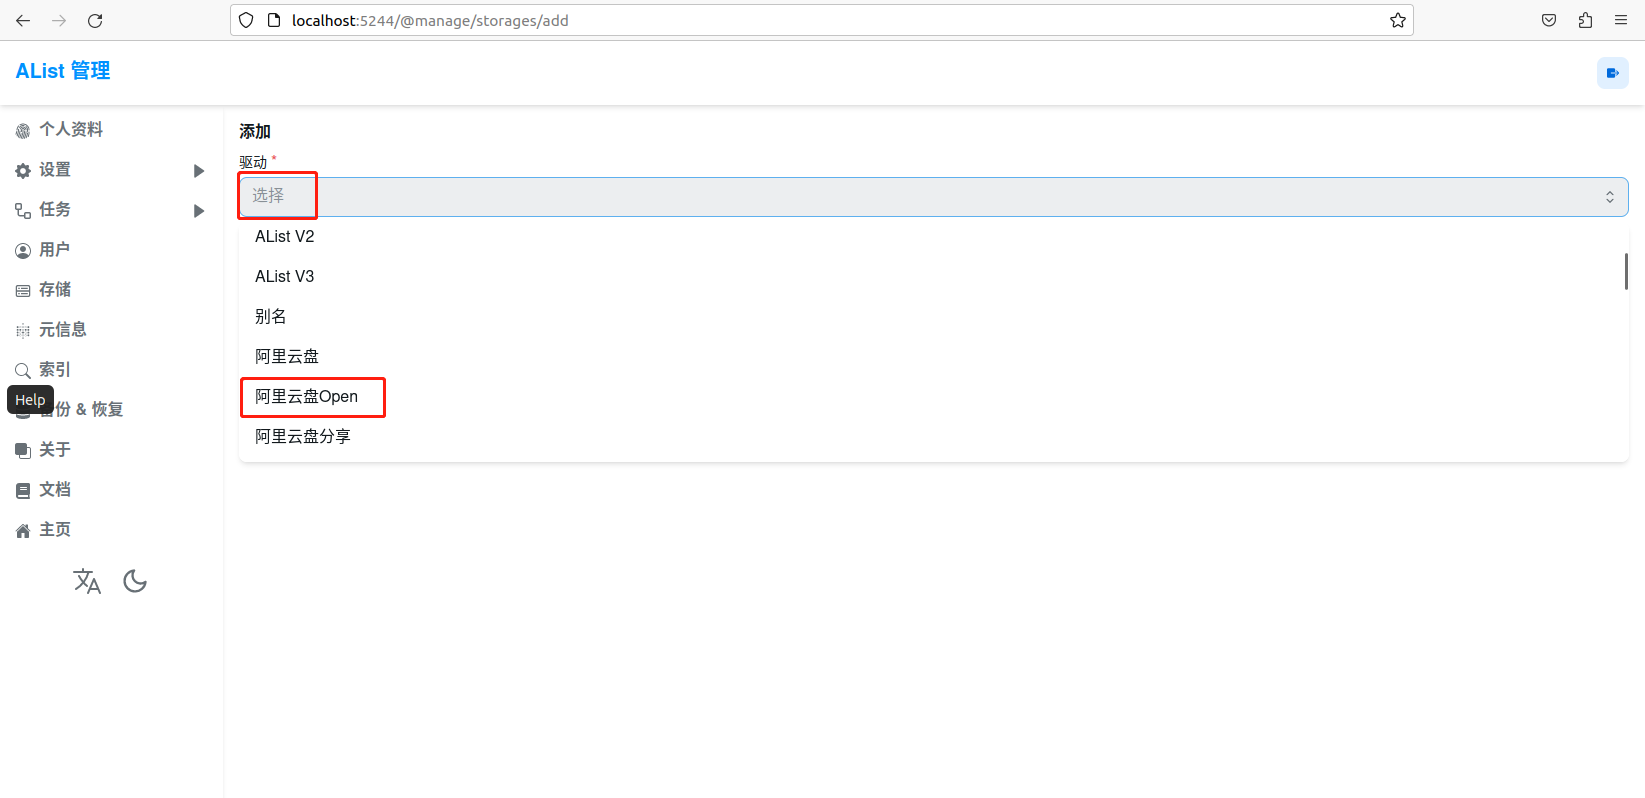 localhost:5244/@manage/storages/add
AList 管理
个人资料
设置
任务
用户
存储
元信息
索引
Help
备份 & 恢复
关于
文档
主页
添加
驱动 *
选择
AList V2
AList V3
别名
阿里云盘
阿里云盘Open
阿里云盘分享